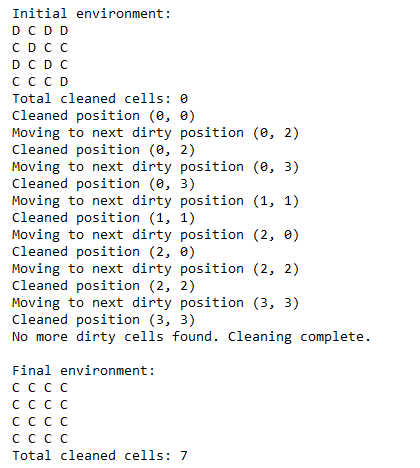 Initial environment:
D C D D
C D C C
D C D C
C C C D
Total cleaned cells: 0
Cleaned position (0, 0)
Moving to next dirty position (0, 2)
Cleaned position (0, 2)
Moving to next dirty position (0, 3)
Cleaned position (0, 3)
Moving to next dirty position (1, 1)
Cleaned position (1, 1)
Moving to next dirty position (2, 0)
Cleaned position (2, 0)
Moving to next dirty position (2, 2)
Cleaned position (2, 2)
Moving to next dirty position (3, 3)
Cleaned position (3, 3)
No more dirty cells found. Cleaning complete.
Final environment:
C C C C
C C C C
C C C C
C C C C
Total cleaned cells: 7